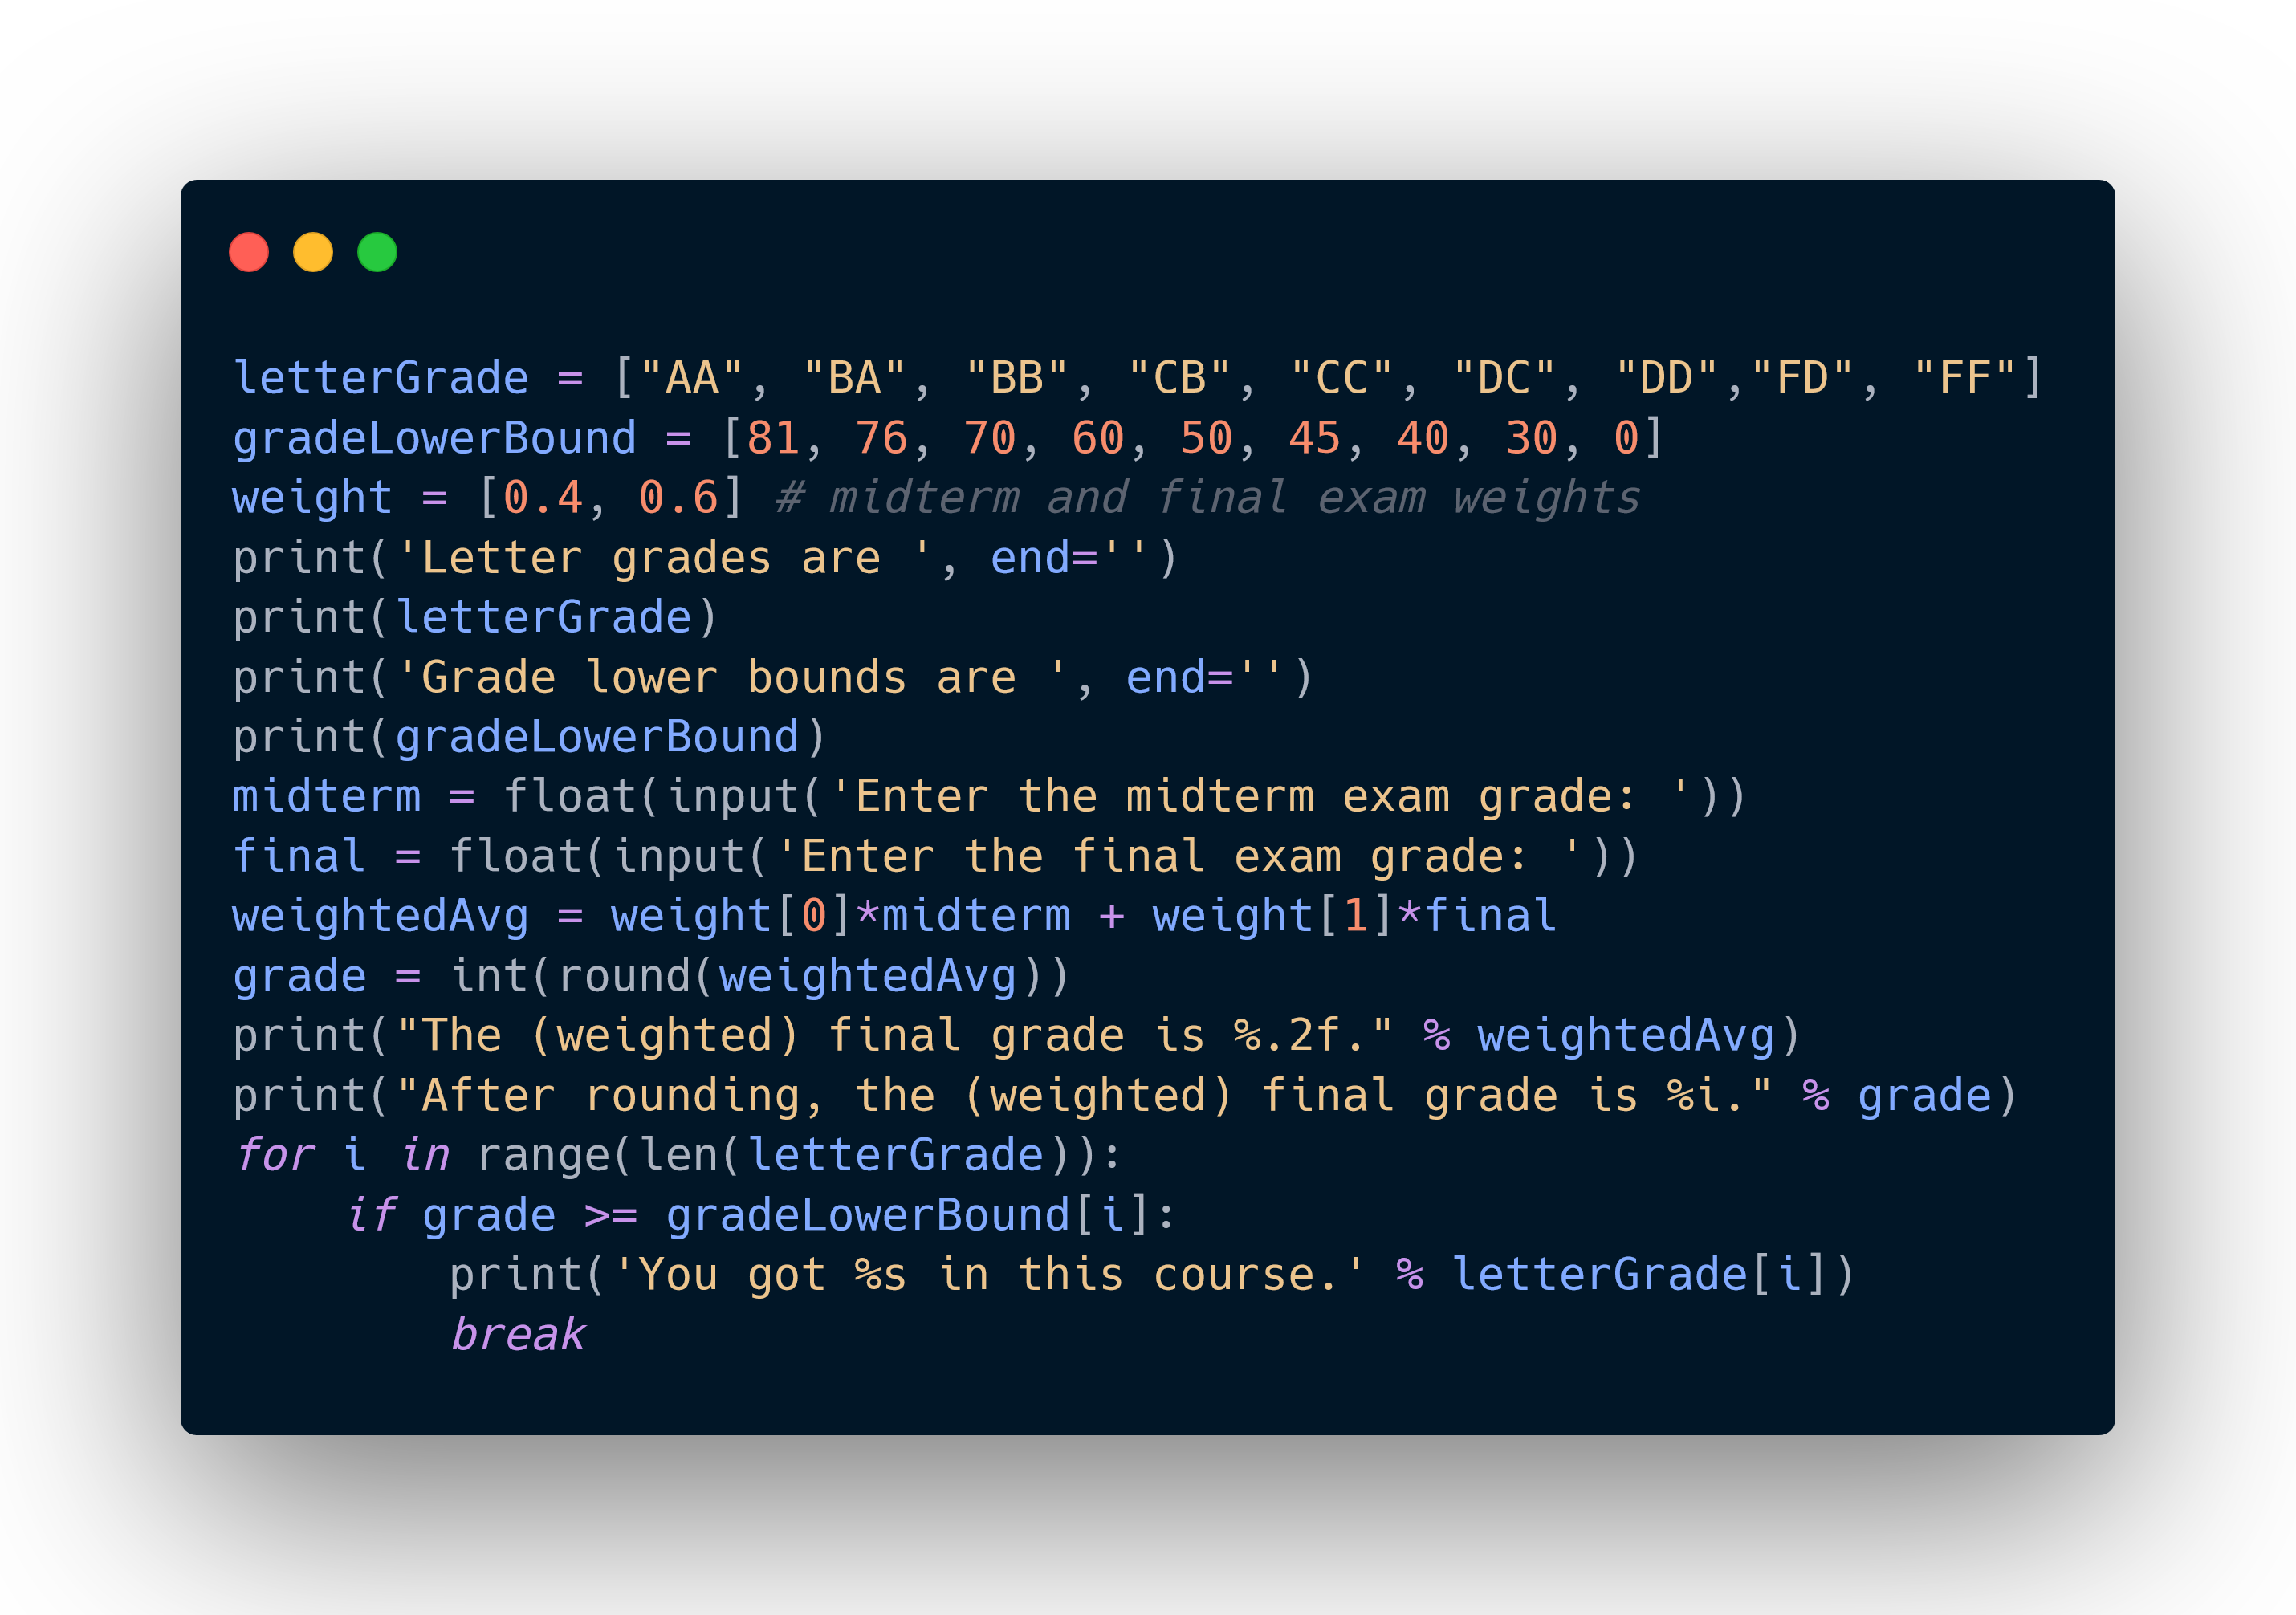 letterGrade = ["AA", "BA", "BB", "CB", "CC", "DC", "DD","FD", "FF"]
gradeLowerBound = [81, 76, 70, 60, 50, 45, 40, 30, 0]
weight = [0.4, 0.6] # midterm and final exam weights
print('Letter grades are ', end='')
print(letterGrade)
print('Grade lower bounds are ', end='')
print(gradeLowerBound)
midterm = float(input('Enter the midterm exam grade: '))
final = float(input('Enter the final exam grade: '))
weightedAvg = weight[0]*midterm + weight[1]*final
grade = int(round(weightedAvg))
print("The (weighted) final grade is %.2f." % weightedAvg)
print("After rounding, the (weighted) final grade is %i." % grade)
for i in range(len(letterGrade)):
    if grade >= gradeLowerBound[i]:
        print('You got %s in this course.' % letterGrade[i])
        break